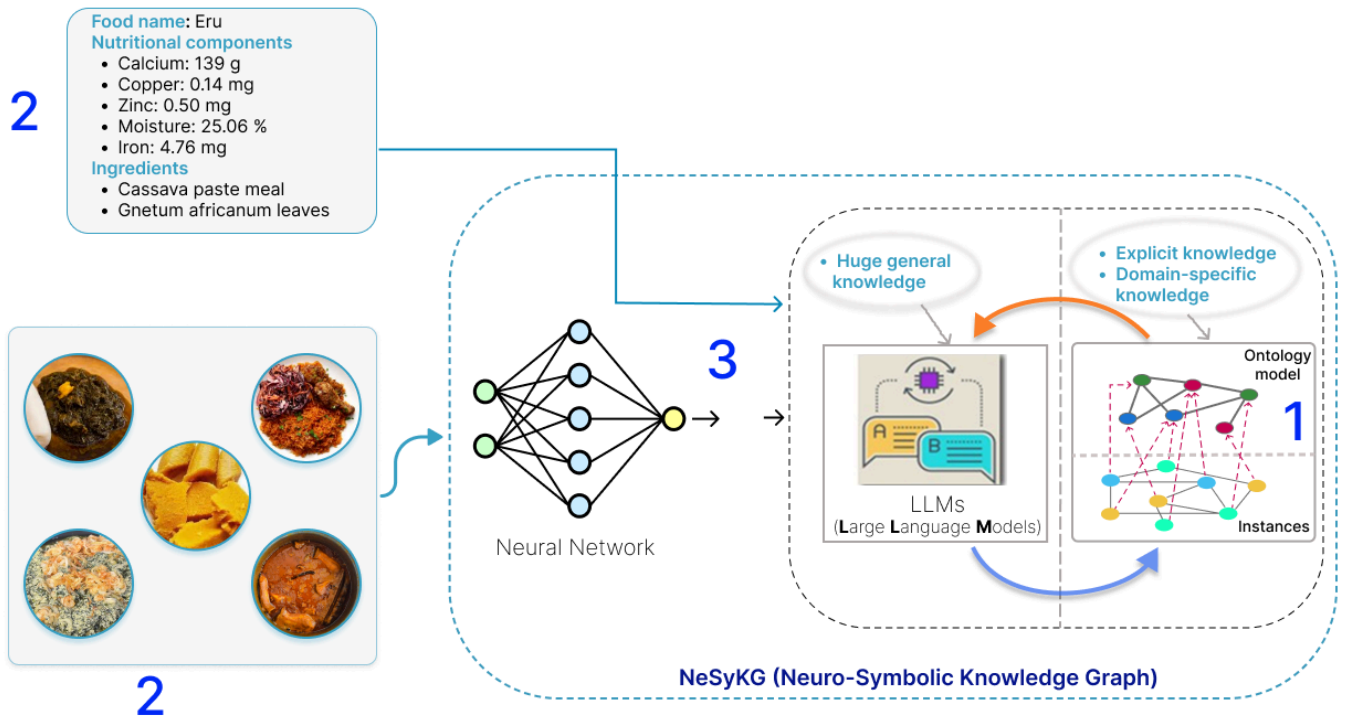 Food name: Eru
Nutritional components
• Calcium: 139 g
• Copper: 0.14 mg
• Zinc: 0.50 mg
• Moisture: 25.06 %
• Iron: 4.76 mg
Ingredients
• Cassava paste meal
• Gnetum africanum leaves
2
2
Neural Network
3
• Huge general
knowledge
• Explicit knowledge
• Domain-specific
knowledge
A
B
LLMs
(Large Language Models)
Ontology
model
1
Instances
NeSyKG (Neuro-Symbolic Knowledge Graph)